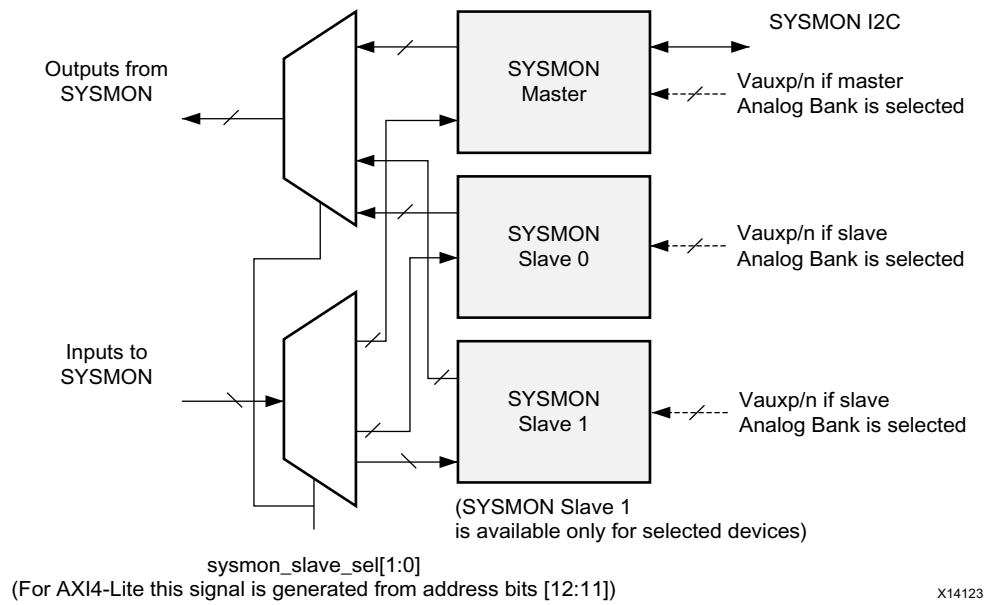 SYSMON I2C
Outputs from
SYSMON
SYSMON
Master
Vauxp/n if master
Analog Bank is selected
SYSMON
Slave 0
Vauxp/n if slave
Analog Bank is selected
Inputs to
SYSMON
SYSMON
Slave 1
Vauxp/n if slave
Analog Bank is selected
(SYSMON Slave 1
is available only for selected devices)
sysmon_slave_sel[1:0]
(For AXI4-Lite this signal is generated from address bits [12:11])
X14123